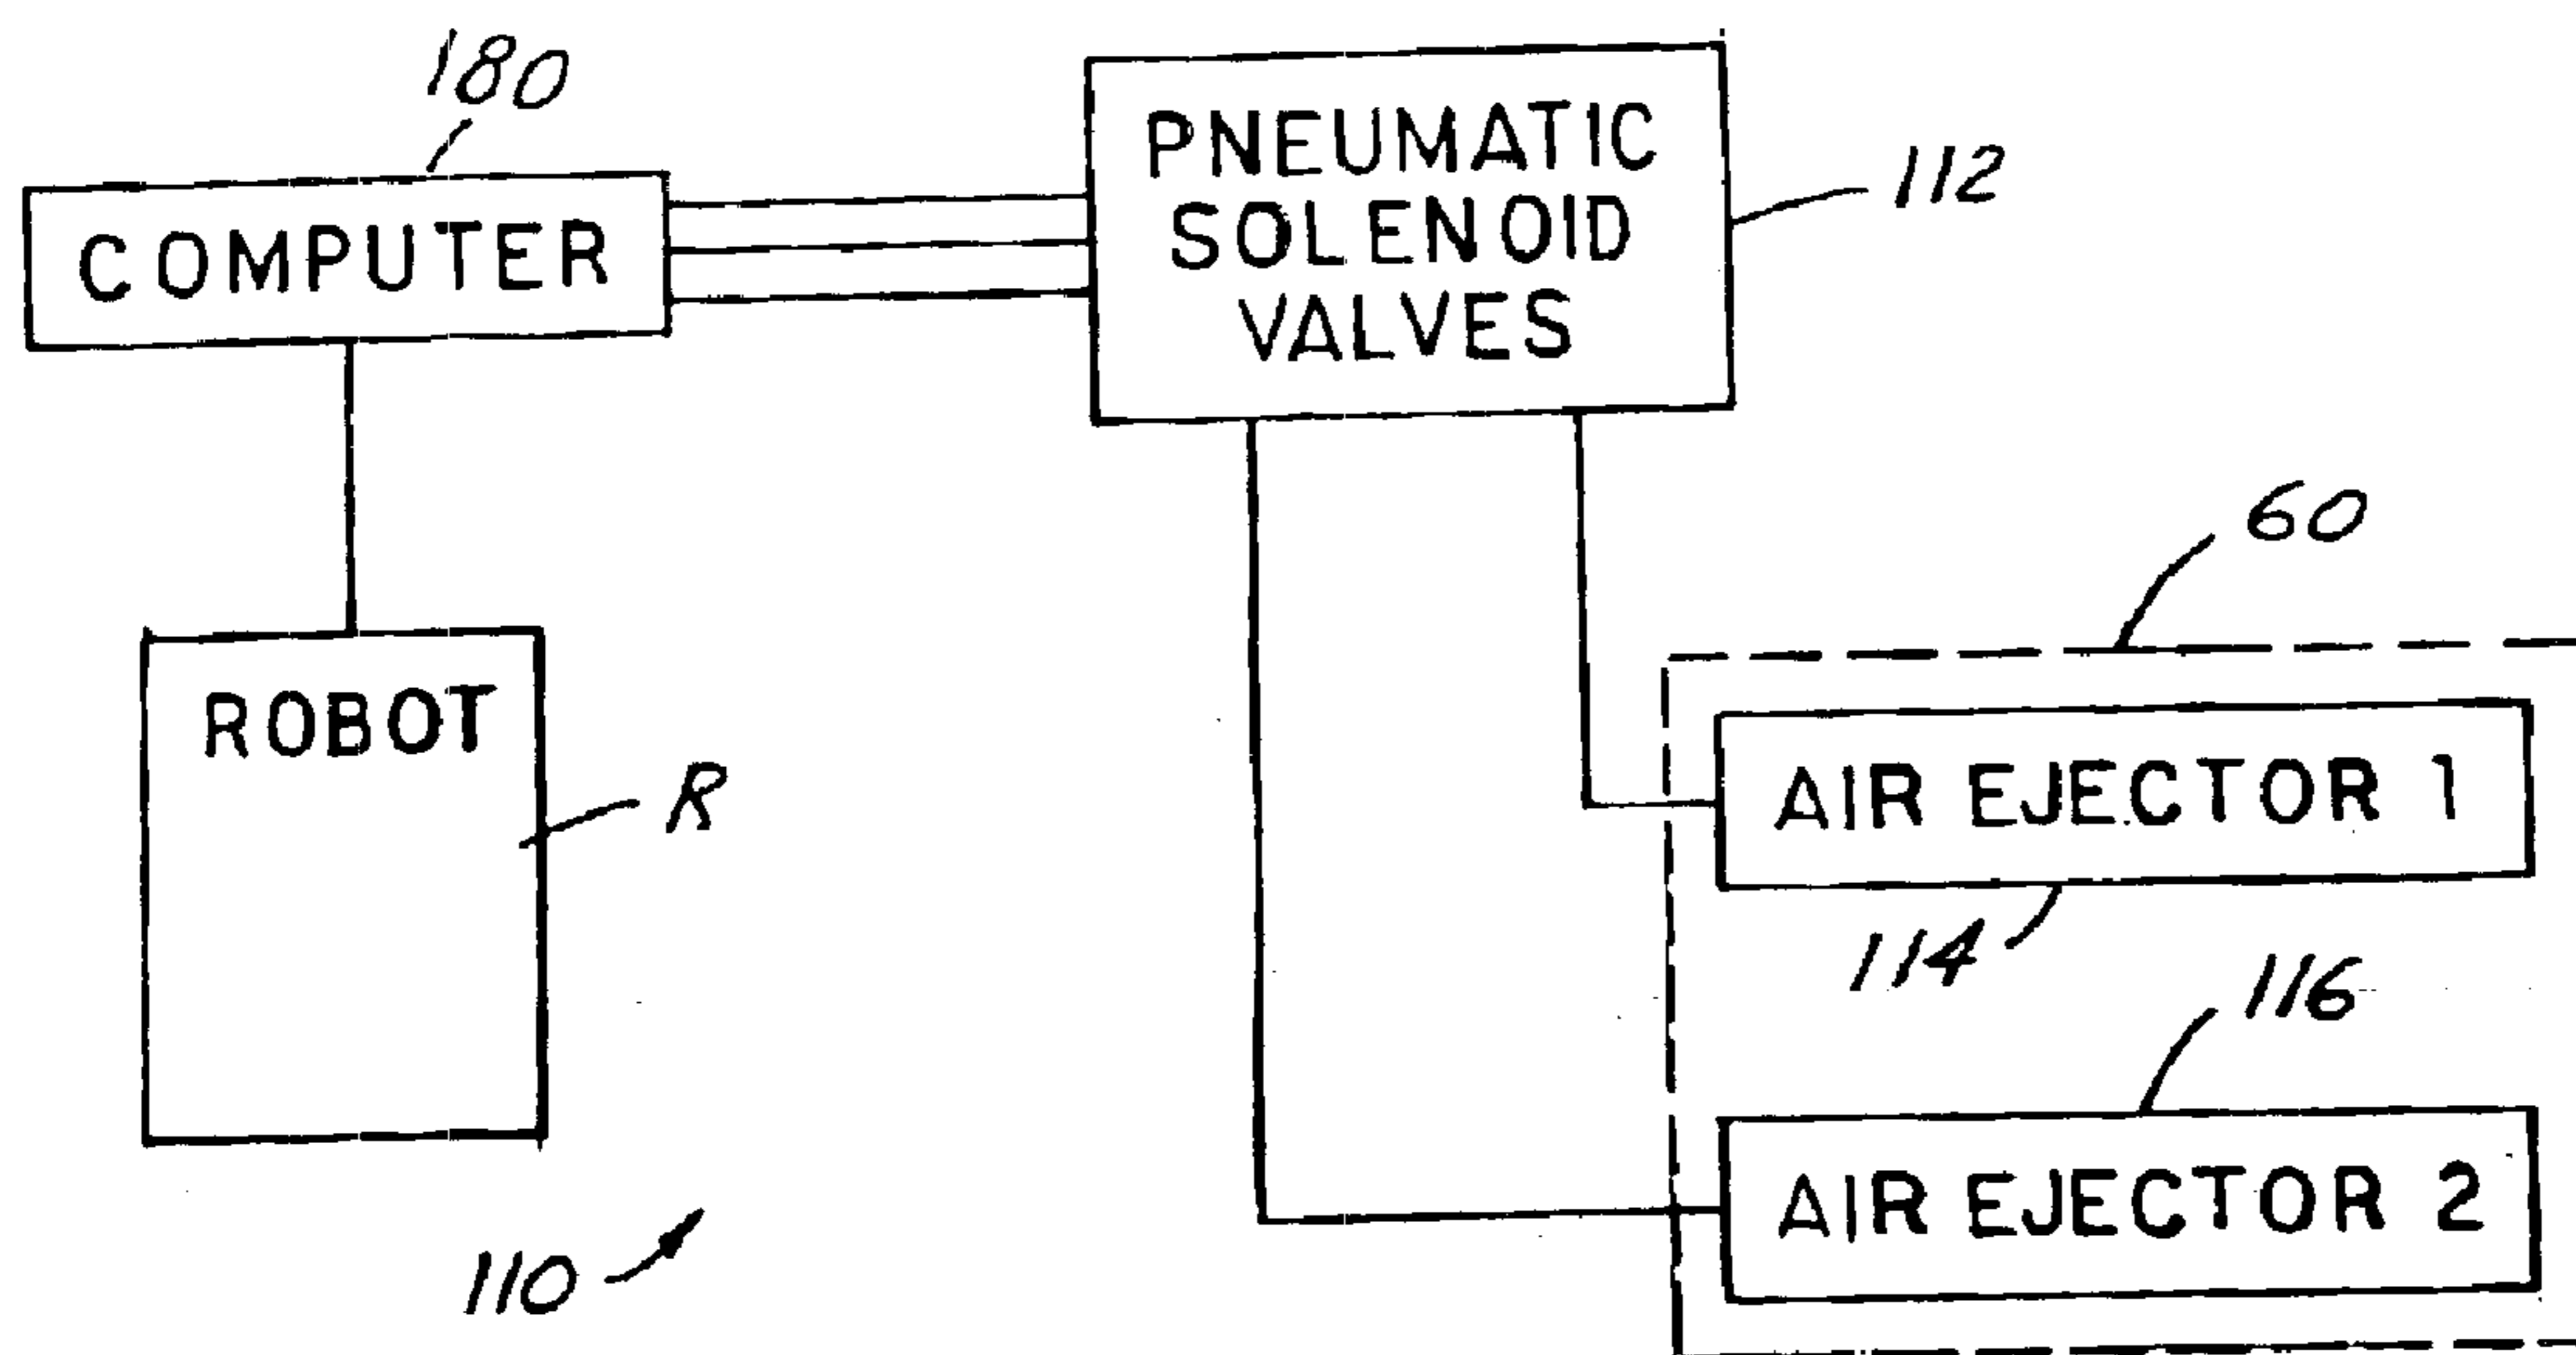 180
COMPUTER
PNEUMATIC
SOLENOID
VALVES
112
60
ROBOT
R
AIR EJECTOR 1
114
116
AIR EJECTOR 2
110